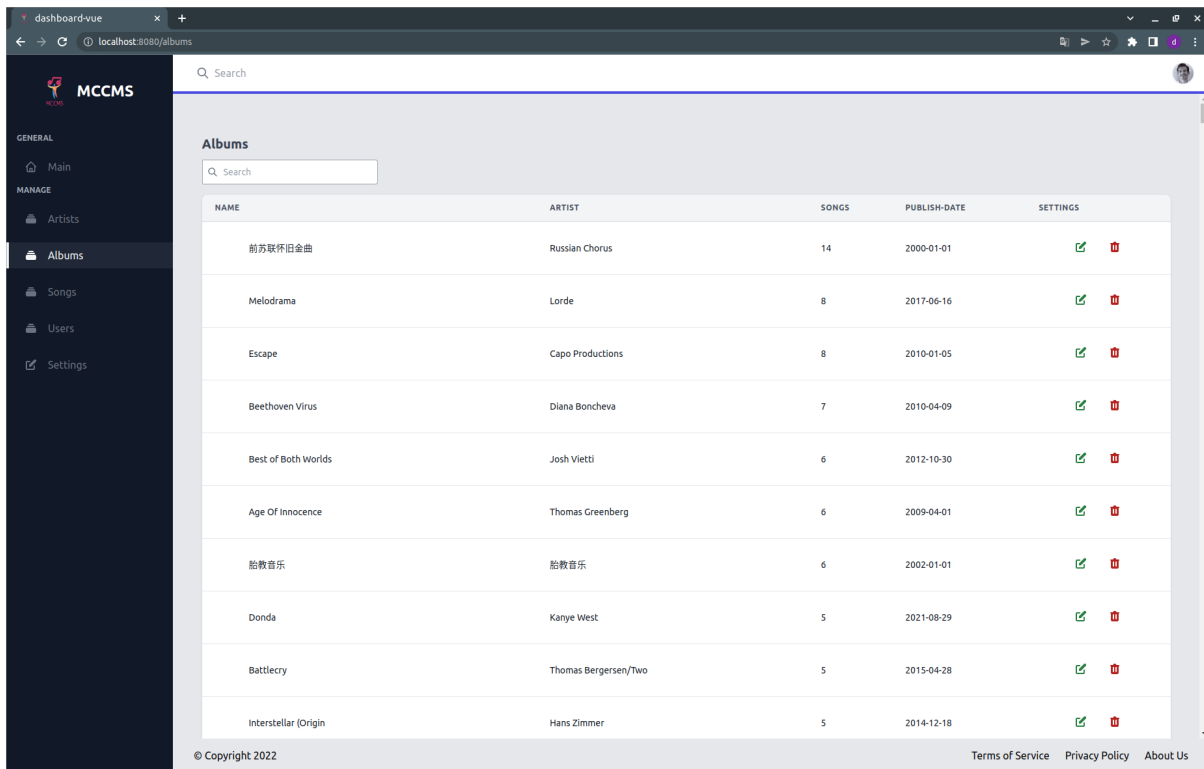 dashboard-vue
localhost:8080/albums
MCCMS
MCCMS
Search
GENERAL
Main
MANAGE
Artists
Albums
Songs
Users
Settings
Albums
Search
NAME ARTIST SONGS PUBLISH-DATE SETTINGS
前苏联怀旧金曲 Russian Chorus 14 2000-01-01
Melodrama Lorde 8 2017-06-16
Escape Capo Productions 8 2010-01-05
Beethoven Virus Diana Boncheva 7 2010-04-09
Best of Both Worlds Josh Vietti 6 2012-10-30
Age Of Innocence Thomas Greenberg 6 2009-04-01
胎教音乐 胎教音乐 6 2002-01-01
Donda Kanye West 5 2021-08-29
Battlecry Thomas Bergersen/Two 5 2015-04-28
Interstellar (Origin Hans Zimmer 5 2014-12-18
© Copyright 2022 Terms of Service Privacy Policy About Us